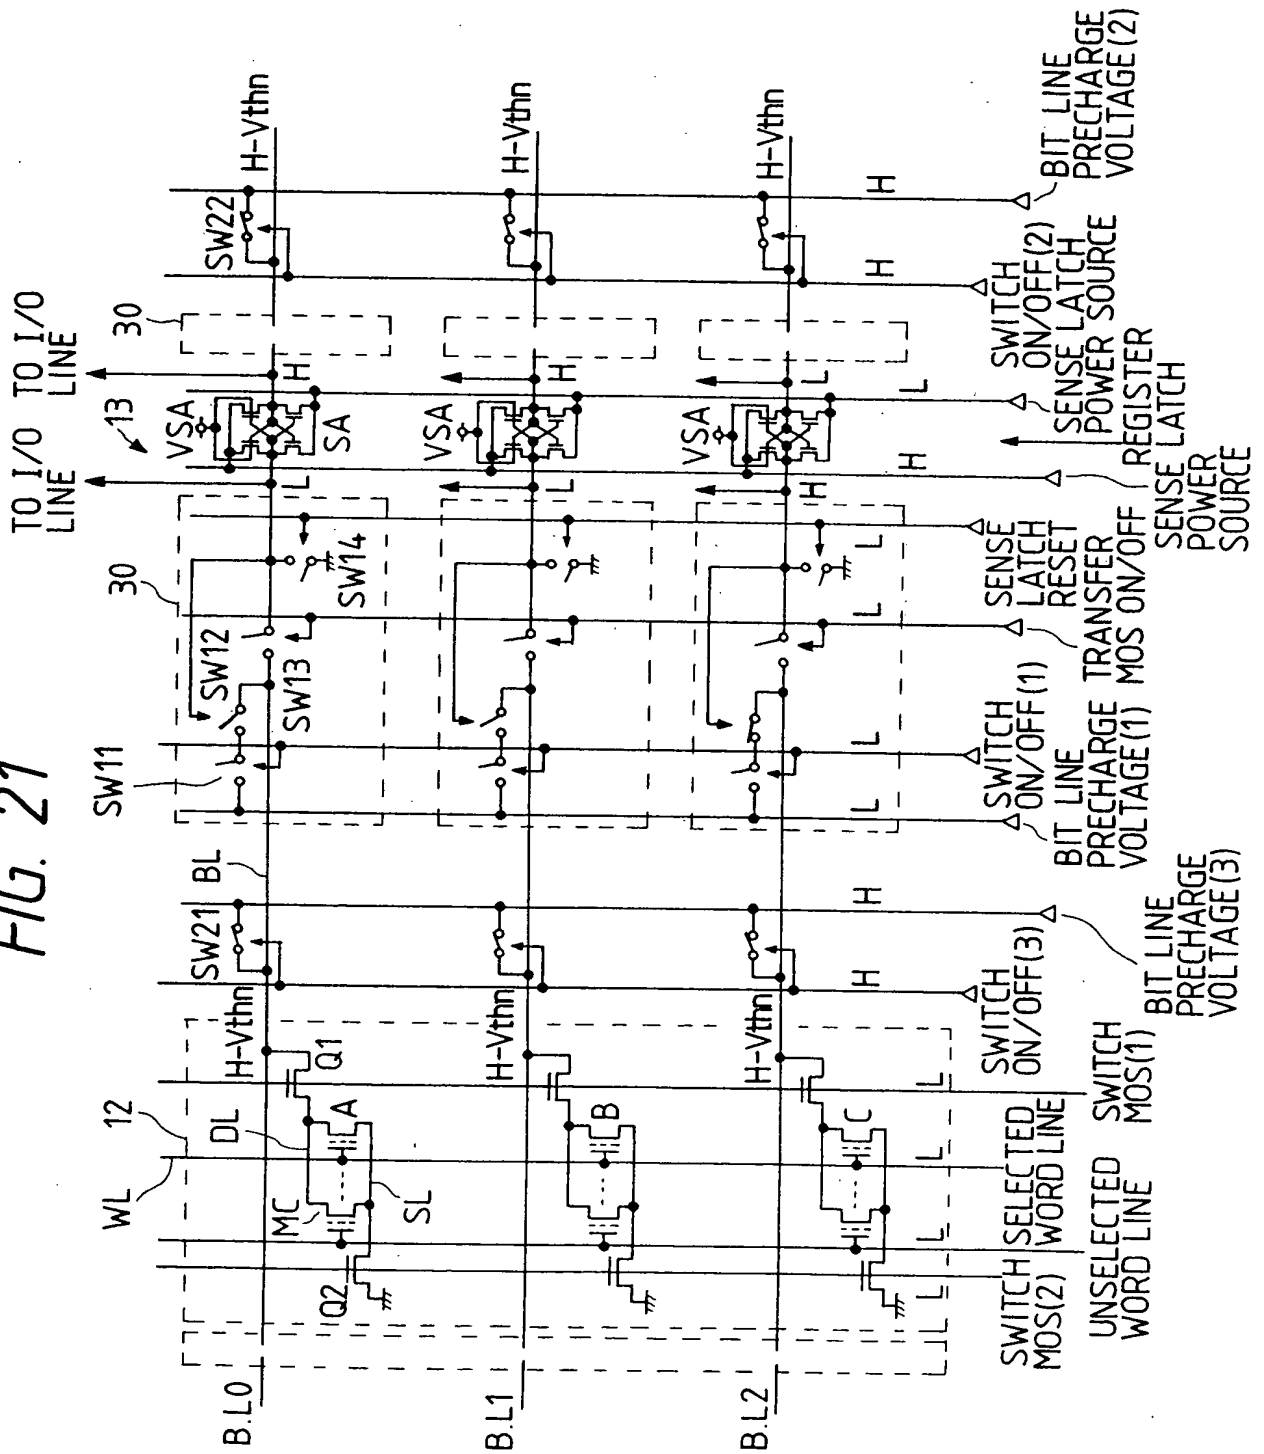 FIG. 21
TO I/O
LINE
TO I/O
LINE
WL
12
SW11
30
13
30
DL
BL
SW21
SW12
SW13
SW14
VSA
SA
SW22
B.L0
Q2
MC
A
SL
Q1
H-Vthn
L
H
H-Vthn
B.L1
B
H-Vthn
VSA
L
H
H-Vthn
B.L2
C
H-Vthn
VSA
H
L
H-Vthn
L
L
L
L
H
H
L
L
L
L
H
L
H
H
SWITCH
MOS(2)
UNSELECTED
WORD LINE
SELECTED
WORD LINE
SWITCH
MOS(1)
SWITCH
ON/OFF(3)
BIT LINE
PRECHARGE
VOLTAGE(3)
BIT LINE
PRECHARGE
VOLTAGE(1)
SWITCH
ON/OFF(1)
TRANSFER
MOS ON/OFF
SENSE
LATCH
RESET
SENSE LATCH
POWER
SOURCE
REGISTER
SENSE LATCH
POWER SOURCE
SWITCH
ON/OFF(2)
BIT LINE
PRECHARGE
VOLTAGE(2)